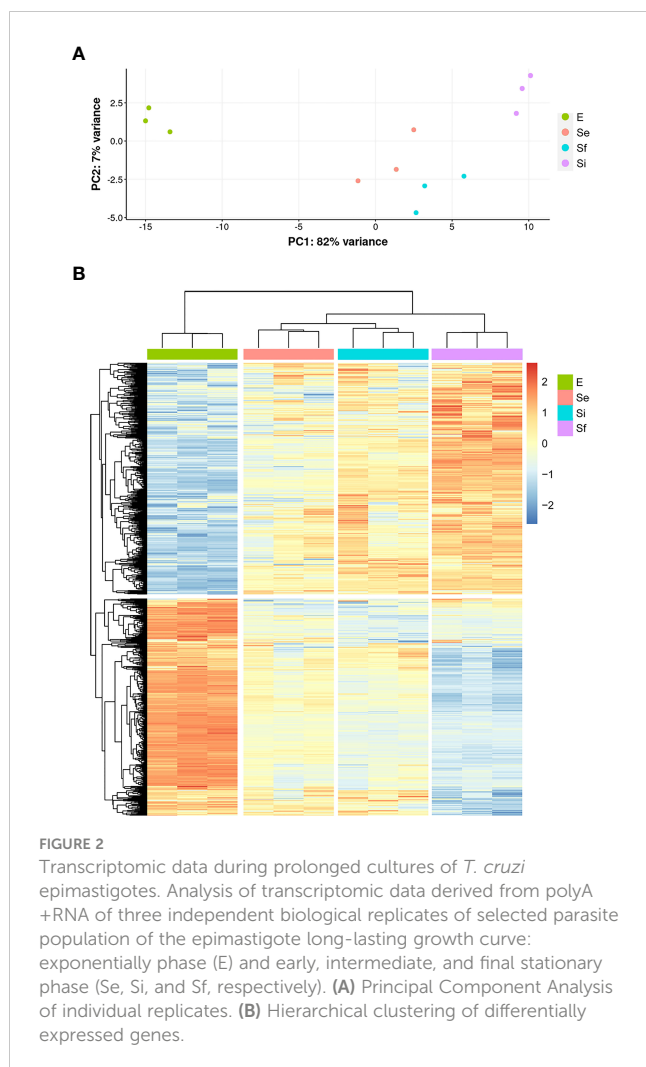 A
2.5
0.0
-2.5
-5.0
PC2: 7% variance
-15
-10
-5
0
5
10
PC1: 82% variance
E
Se
Sf
Si
B
2
1
0
−1
−2
E
Se
Si
Sf
FIGURE 2
Transcriptomic data during prolonged cultures of T. cruzi
epimastigotes. Analysis of transcriptomic data derived from polyA
+RNA of three independent biological replicates of selected parasite
population of the epimastigote long-lasting growth curve:
exponentially phase (E) and early, intermediate, and final stationary
phase (Se, Si, and Sf, respectively). (A) Principal Component Analysis
of individual replicates. (B) Hierarchical clustering of differentially
expressed genes.